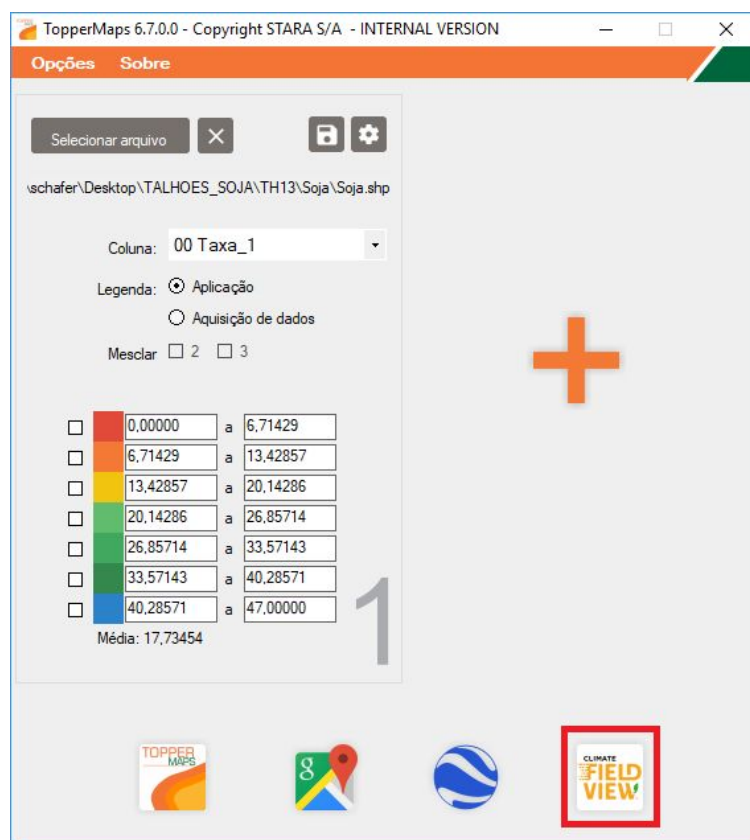 TopperMaps 6.7.0.0 - Copyright STARA S/A - INTERNAL VERSION
Opções Sobre
Selecionar arquivo
\schafer\Desktop\TALHOES_SOJA\TH13\Soja\Soja.shp
Coluna: 00 Taxa_1
Legenda: Aplicação
Aquisição de dados
Mesclar 2 3
0,00000 a 6,71429
6,71429 a 13,42857
13,42857 a 20,14286
20,14286 a 26,85714
26,85714 a 33,57143
33,57143 a 40,28571
40,28571 a 47,00000
Média: 17,73454
1
TOPPER
MAPS
g
CLIMATE
FIELD
VIEW